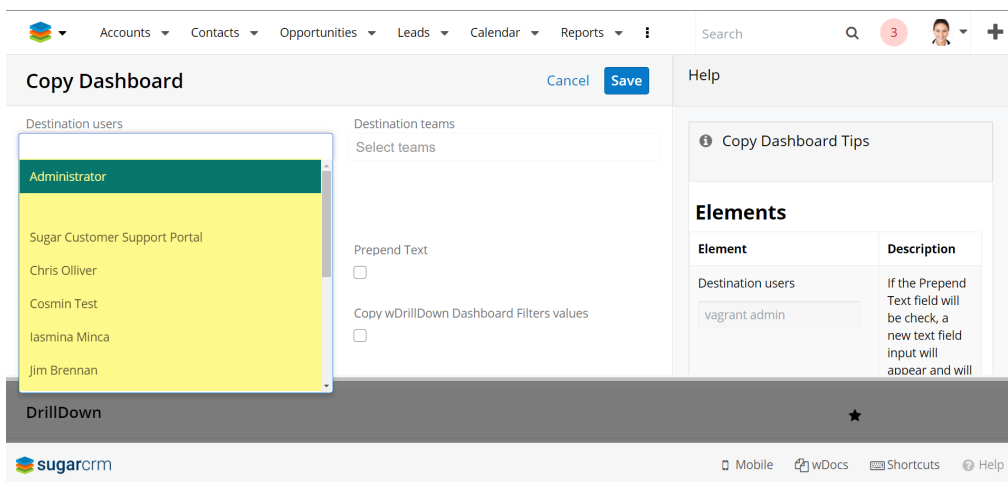 Accounts Contacts Opportunities Leads Calendar Reports Search 3
Copy Dashboard Cancel Save
Help
Destination users
Destination teams
Select teams
Administrator
Sugar Customer Support Portal
Chris Olliver
Cosmin Test
Iasmina Minca
Jim Brennan
Prepend Text
Copy wDrillDown Dashboard Filters values
Copy Dashboard Tips
Elements
Element Description
Destination users
vagrant admin
If the Prepend
Text field will
be check, a
new text field
input will
appear and will
DrillDown
sugarcrm
Mobile wDocs Shortcuts Help